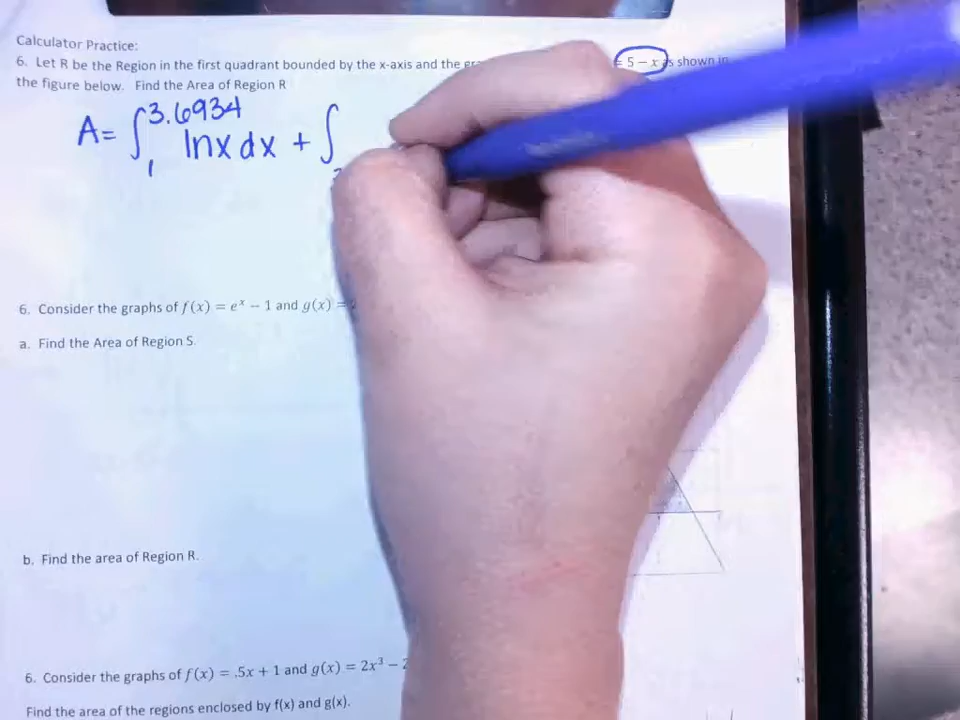 Calculator Practice:
6. Let R be the Region in the first quadrant bounded by the x-axis and the 5 − x as shown in
the figure below. Find the Area of Region R
A= ∫₁^3.6934 lnx dx + ∫
6. Consider the graphs of f(x) = eˣ − 1 and g(x) =
a. Find the Area of Region S.
b. Find the area of Region R.
6. Consider the graphs of f(x) = .5x + 1 and g(x) = 2x³ −
Find the area of the regions enclosed by f(x) and g(x).